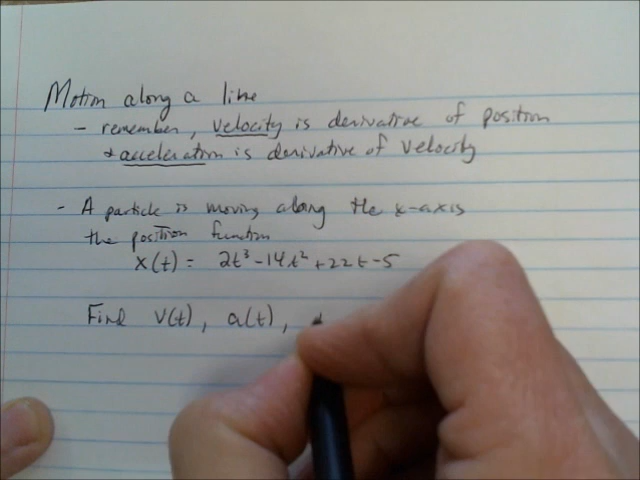 Motion along a line
- remember, velocity is derivative of position
+ acceleration is derivative of velocity
- A particle is moving along the x-axis
the position function
x(t) = 2t³ - 14t² + 22t - 5
Find v(t), a(t),